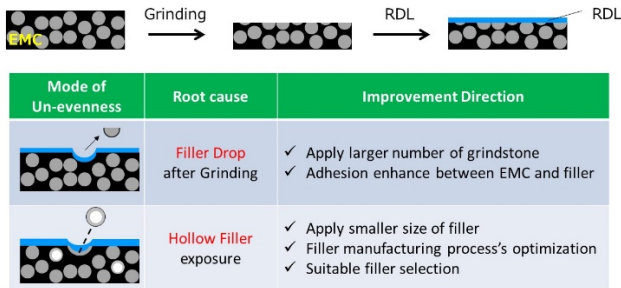 Grinding
RDL
RDL
EMC
Mode of
Un-evenness
Root cause
Improvement Direction
Filler Drop
after Grinding
✓ Apply larger number of grindstone
✓ Adhesion enhance between EMC and filler
Hollow Filler
exposure
✓ Apply smaller size of filler
✓ Filler manufacturing process's optimization
✓ Suitable filler selection